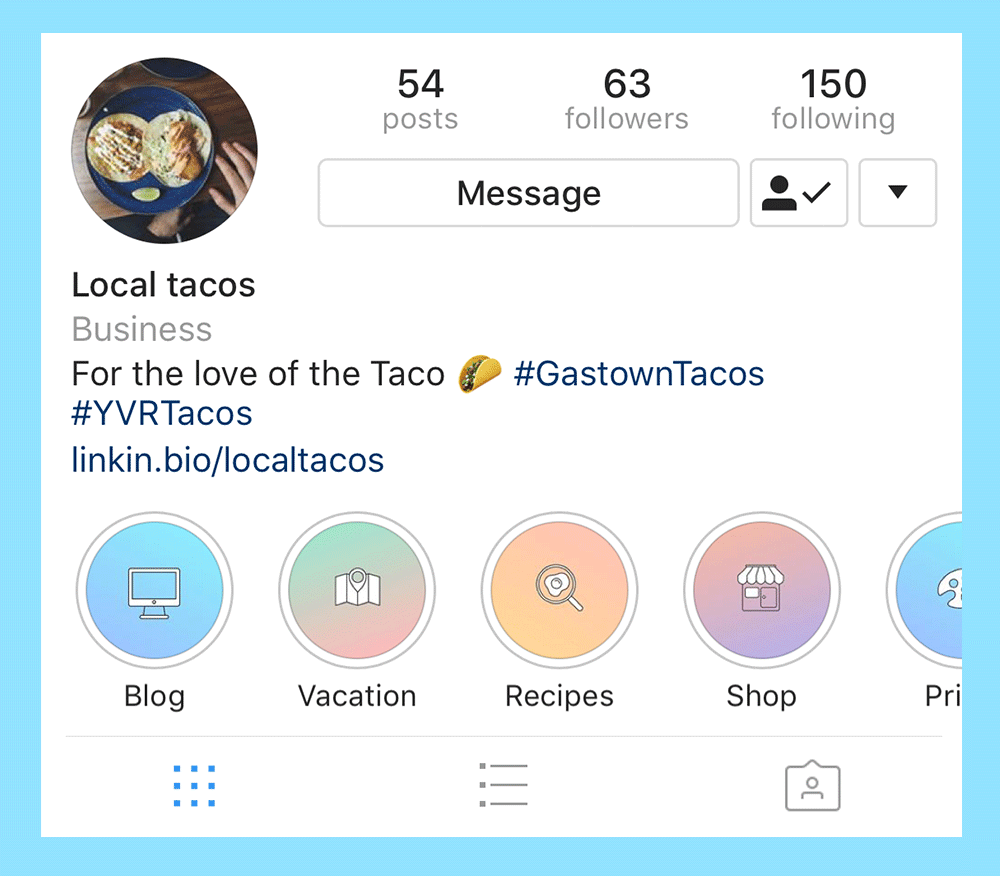 54 63 150
posts followers following
Message
Local tacos
Business
For the love of the Taco 🌮 #GastownTacos
#YVRTacos
linkin.bio/localtacos
Blog Vacation Recipes Shop Pri